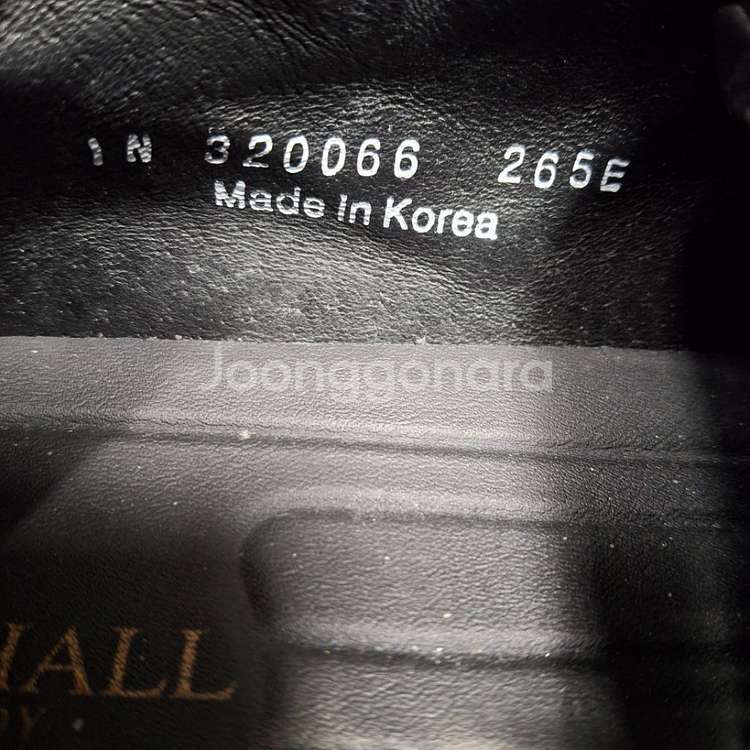 IN 320066 265E
Made in Korea
Joonggonara
HALL